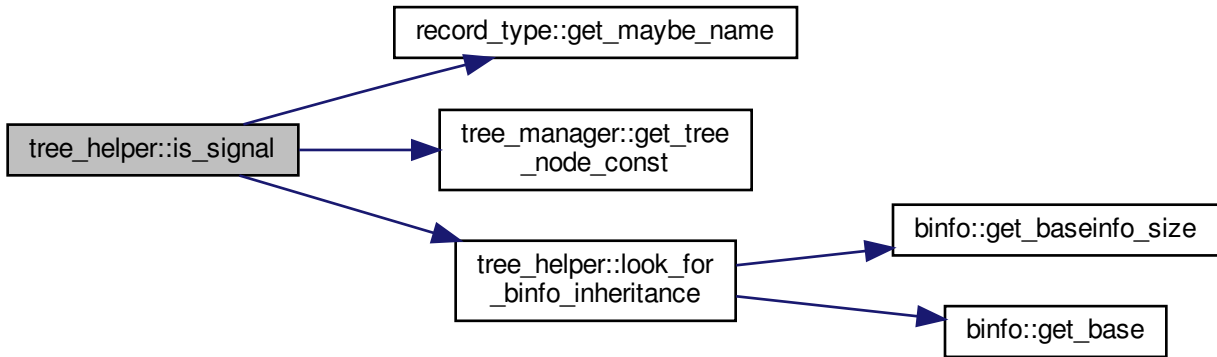 record_type::get_maybe_name
tree_helper::is_signal
tree_manager::get_tree
_node_const
tree_helper::look_for
_binfo_inheritance
binfo::get_baseinfo_size
binfo::get_base